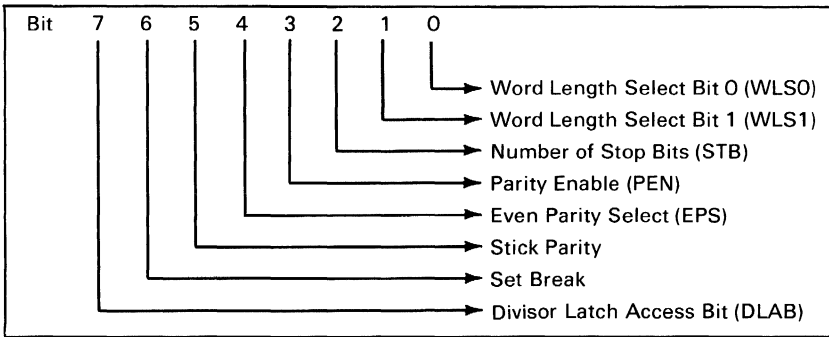 Bit 7 6 5 4 3 2 1 0
Word Length Select Bit 0 (WLS0)
Word Length Select Bit 1 (WLS1)
Number of Stop Bits (STB)
Parity Enable (PEN)
Even Parity Select (EPS)
Stick Parity
Set Break
Divisor Latch Access Bit (DLAB)